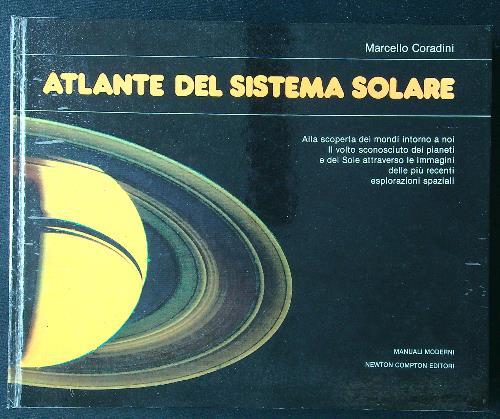 Marcello Coradini
ATLANTE DEL SISTEMA SOLARE
Alla scoperta dei mondi intorno a noi
Il volto sconosciuto dei pianeti
e del Sole attraverso le immagini
delle più recenti
esplorazioni spaziali
MANUALI MODERNI
NEWTON COMPTON EDITORI